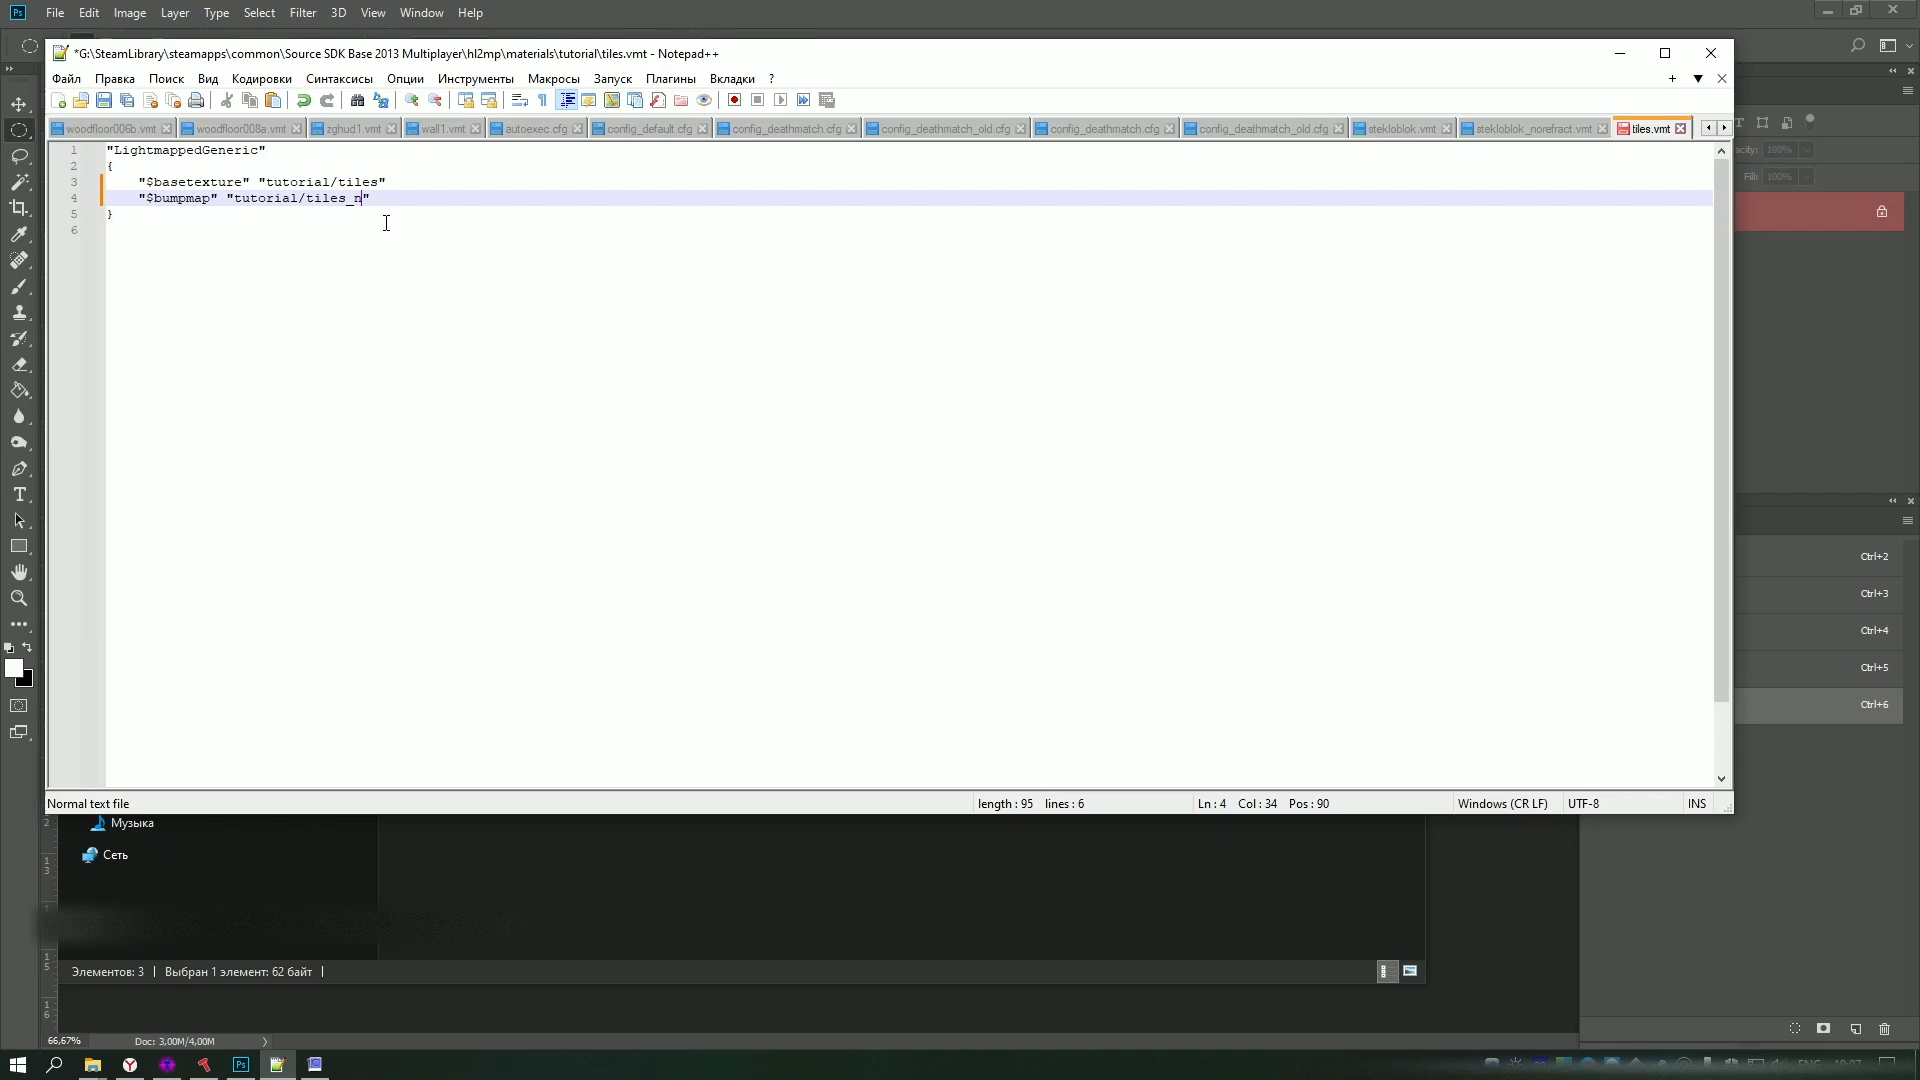 Ps File Edit Image Layer Type Select Filter 3D View Window Help
*G:\SteamLibrary\steamapps\common\Source SDK Base 2013 Multiplayer\hl2mp\materials\tutorial\tiles.vmt - Notepad++
Файл Правка Поиск Вид Кодировки Синтаксисы Опции Инструменты Макросы Запуск Плагины Вкладки ?
woodfloor006b.vmt woodfloor008a.vmt zghud1.vmt wall1.vmt autoexec.cfg config_default.cfg config_deathmatch.cfg config_deathmatch_old.cfg config_deathmatch.cfg config_deathmatch_old.cfg stekloblok.vmt stekloblok_norefract.vmt tiles.vmt
acity: 100%
Fill: 100%
1 "LightmappedGeneric"
2 {
3 "$basetexture" "tutorial/tiles"
4 "$bumpmap" "tutorial/tiles_n"
5 }
6
Ctrl+2
Ctrl+3
Ctrl+4
Ctrl+5
Ctrl+6
Normal text file length : 95 lines : 6 Ln : 4 Col : 34 Pos : 90 Windows (CR LF) UTF-8 INS
Музыка
Сеть
Элементов: 3 Выбран 1 элемент: 62 байт
66,67% Doc: 3,00M/4,00M
Ps